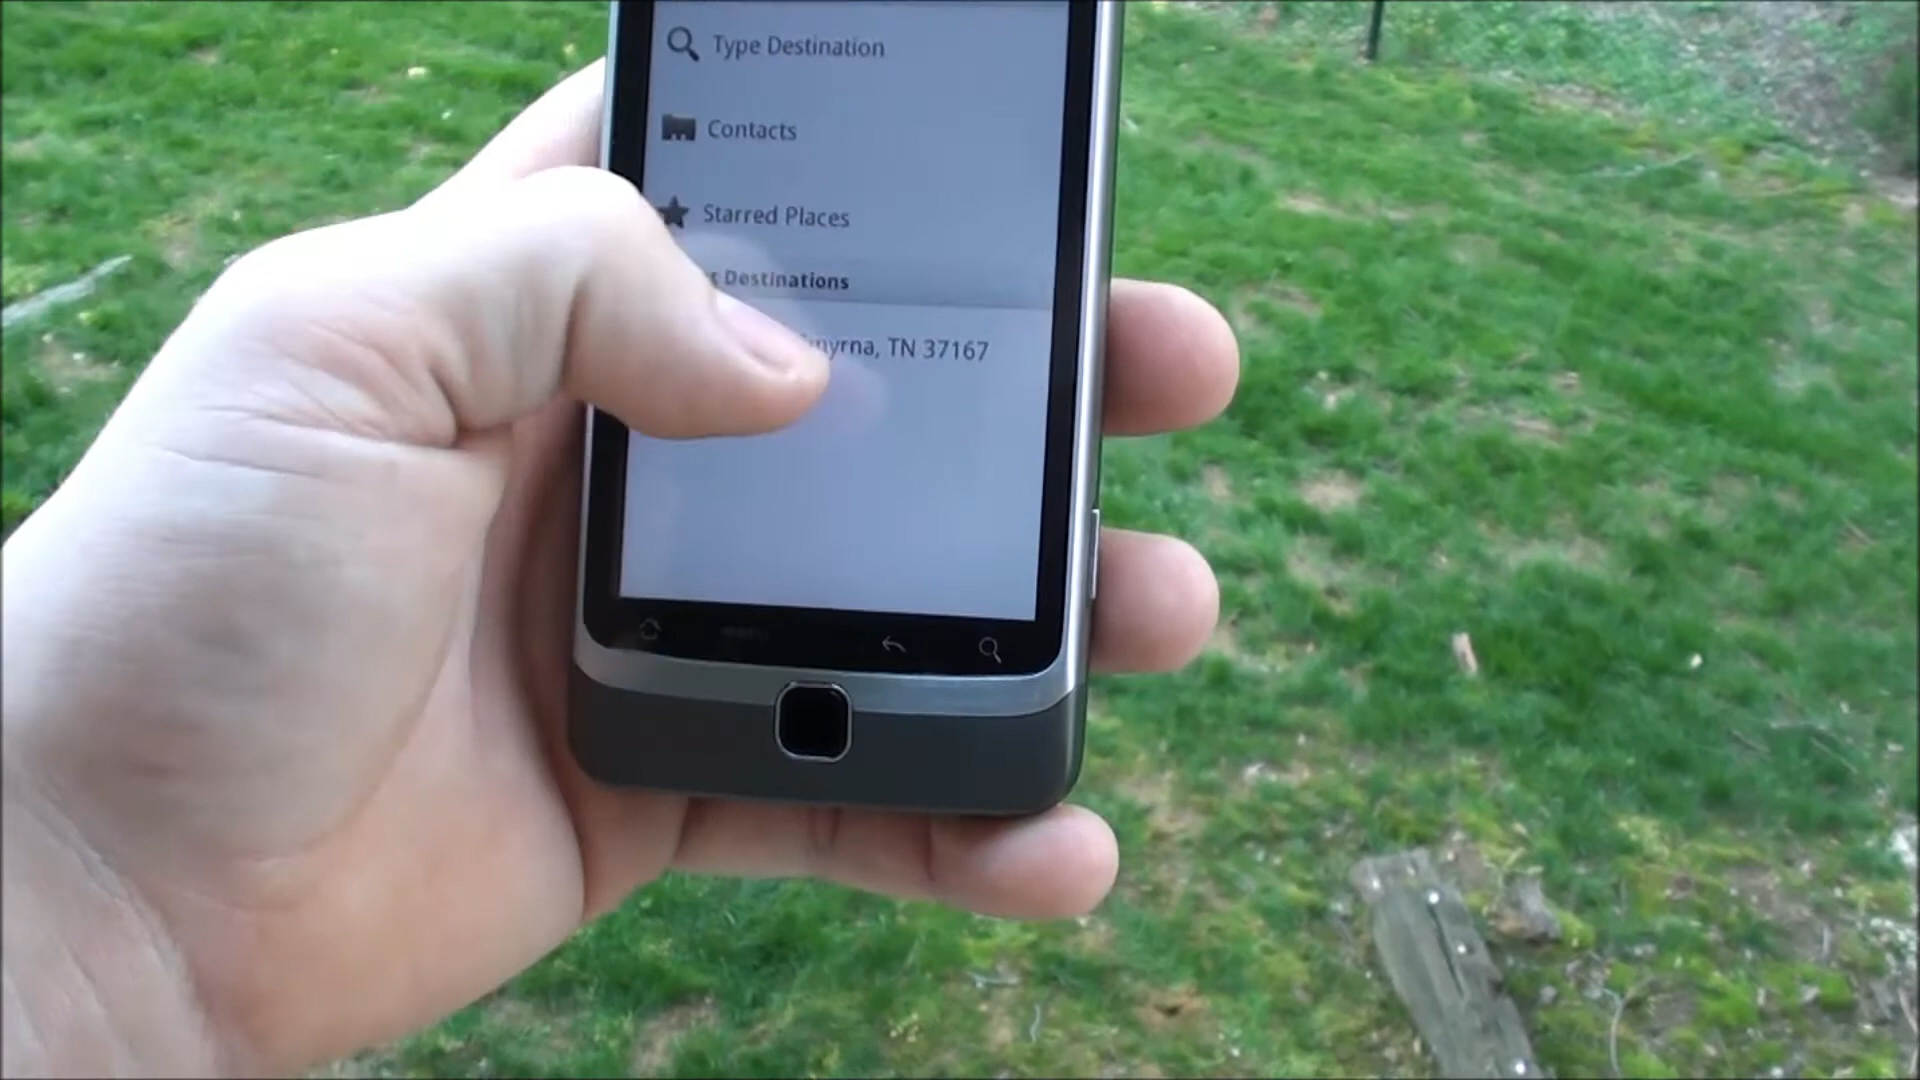 Type Destination
Contacts
Starred Places
Destinations
TN 37167